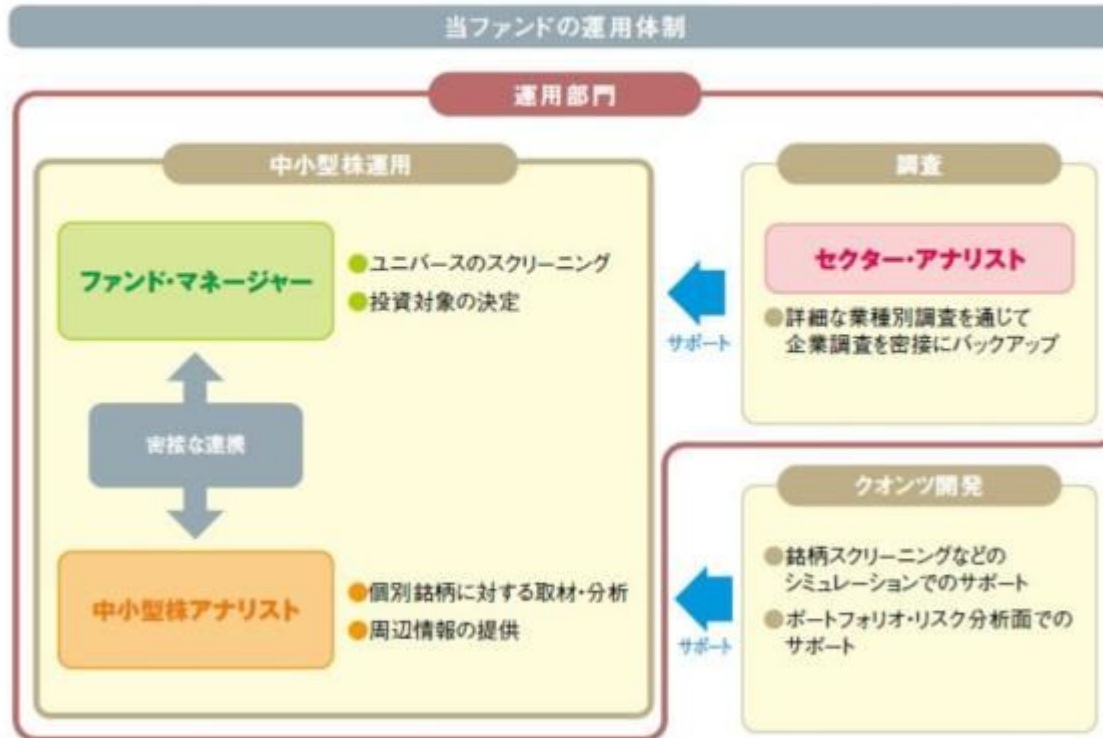 当ファンドの運用体制
運用部門
中小型株運用
ファンド・マネージャー
●ユニバースのスクリーニング
●投資対象の決定
密接な連携
中小型株アナリスト
●個別銘柄に対する取材・分析
●周辺情報の提供
サポート
サポート
調査
セクター・アナリスト
●詳細な業種別調査を通じて
企業調査を密接にバックアップ
クオンツ開発
●銘柄スクリーニングなどの
シミュレーションでのサポート
●ポートフォリオ・リスク分析面での
サポート